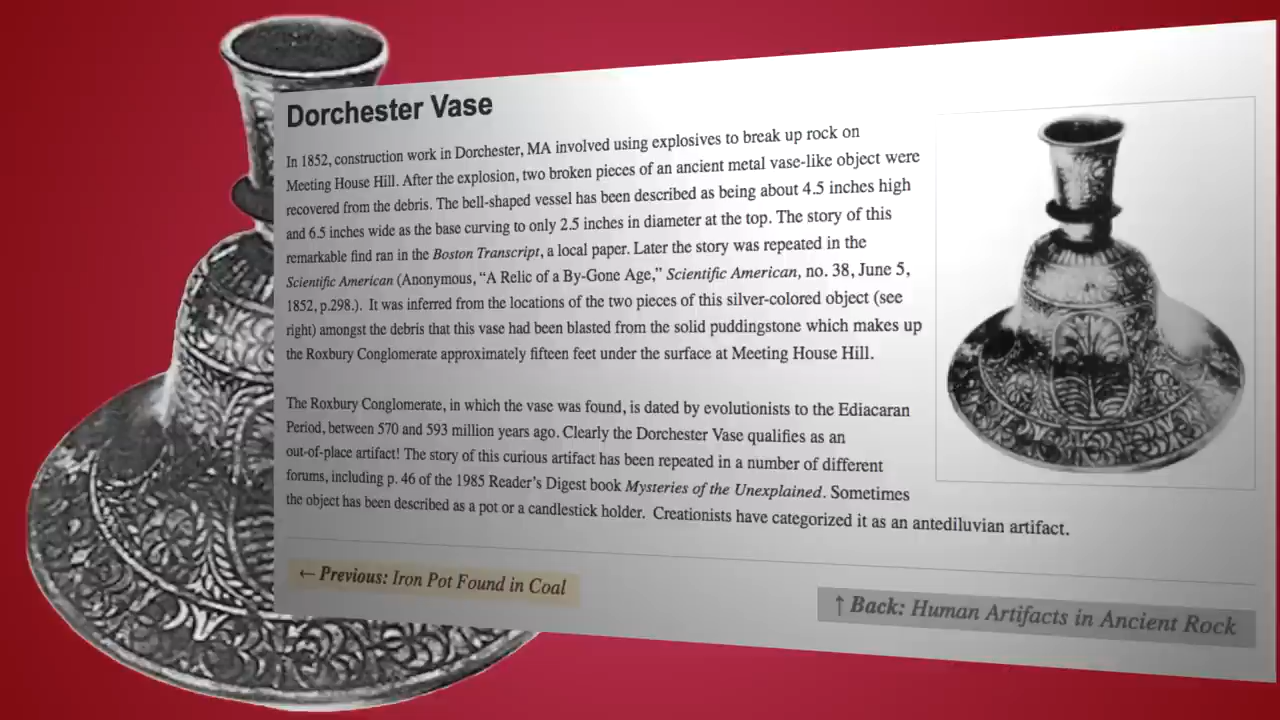 Dorchester Vase
In 1852, construction work in Dorchester, MA involved using explosives to break up rock on
Meeting House Hill. After the explosion, two broken pieces of an ancient metal vase-like object were
recovered from the debris. The bell-shaped vessel has been described as being about 4.5 inches high
and 6.5 inches wide as the base curving to only 2.5 inches in diameter at the top. The story of this
remarkable find ran in the Boston Transcript, a local paper. Later the story was repeated in the
Scientific American (Anonymous, “A Relic of a By-Gone Age,” Scientific American, no. 38, June 5,
1852, p.298.). It was inferred from the locations of the two pieces of this silver-colored object (see
right) amongst the debris that this vase had been blasted from the solid puddingstone which makes up
the Roxbury Conglomerate approximately fifteen feet under the surface at Meeting House Hill.
The Roxbury Conglomerate, in which the vase was found, is dated by evolutionists to the Ediacaran
Period, between 570 and 593 million years ago. Clearly the Dorchester Vase qualifies as an
out-of-place artifact! The story of this curious artifact has been repeated in a number of different
forums, including p. 46 of the 1985 Reader’s Digest book Mysteries of the Unexplained. Sometimes
the object has been described as a pot or a candlestick holder. Creationists have categorized it as an antediluvian artifact.
← Previous: Iron Pot Found in Coal
↑ Back: Human Artifacts in Ancient Rock